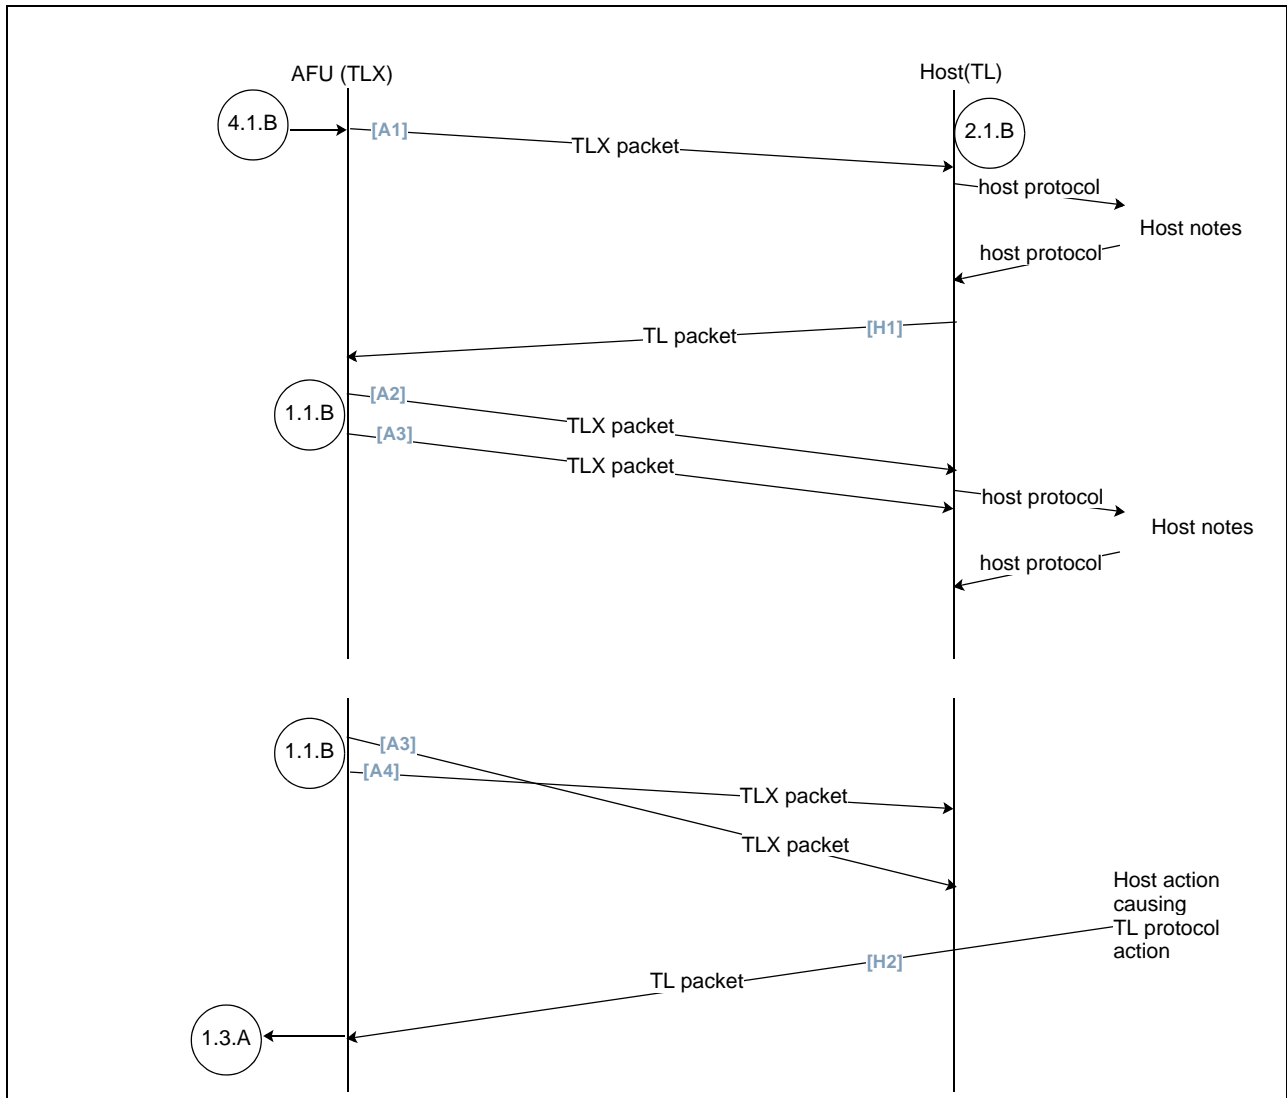 AFU (TLX)
Host(TL)
4.1.B
[A1]
TLX packet
2.1.B
host protocol
Host notes
host protocol
[H1]
TL packet
1.1.B
[A2]
TLX packet
[A3]
TLX packet
host protocol
Host notes
host protocol
1.1.B
[A3]
[A4]
TLX packet
TLX packet
Host action
causing
TL protocol
action
[H2]
TL packet
1.3.A